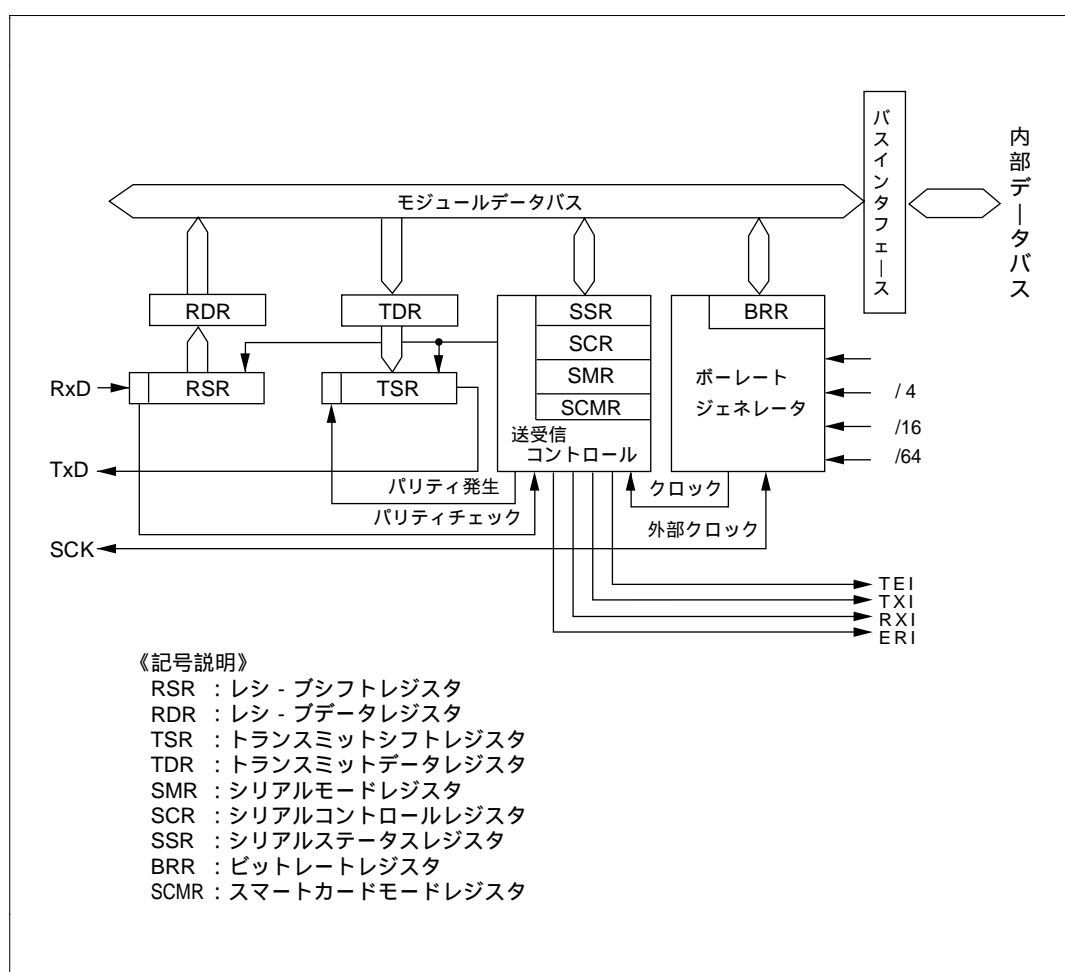 バスインタフェース
内部データバス
モジュールデータバス
RDR
TDR
SSR
BRR
SCR
RxD
RSR
TSR
SMR
ボーレート
ジェネレータ
/ 4
SCMR
/16
送受信
コントロール
/64
TxD
パリティ発生
クロック
パリティチェック
外部クロック
SCK
TEI
TXI
RXI
ERI
《記号説明》
RSR : レシ - ブシフトレジスタ
RDR : レシ - ブデータレジスタ
TSR : トランスミットシフトレジスタ
TDR : トランスミットデータレジスタ
SMR : シリアルモードレジスタ
SCR : シリアルコントロールレジスタ
SSR : シリアルステータスレジスタ
BRR : ビットレートレジスタ
SCMR : スマートカードモードレジスタ